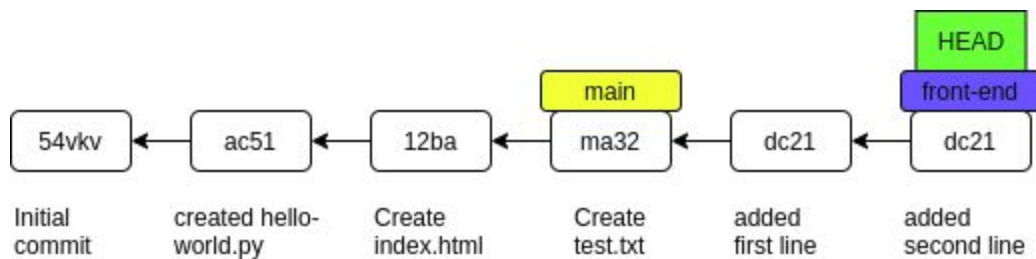 HEAD
main
front-end
54vkv
ac51
12ba
ma32
dc21
dc21
Initial
commit
created hello-
world.py
Create
index.html
Create
test.txt
added
first line
added
second line